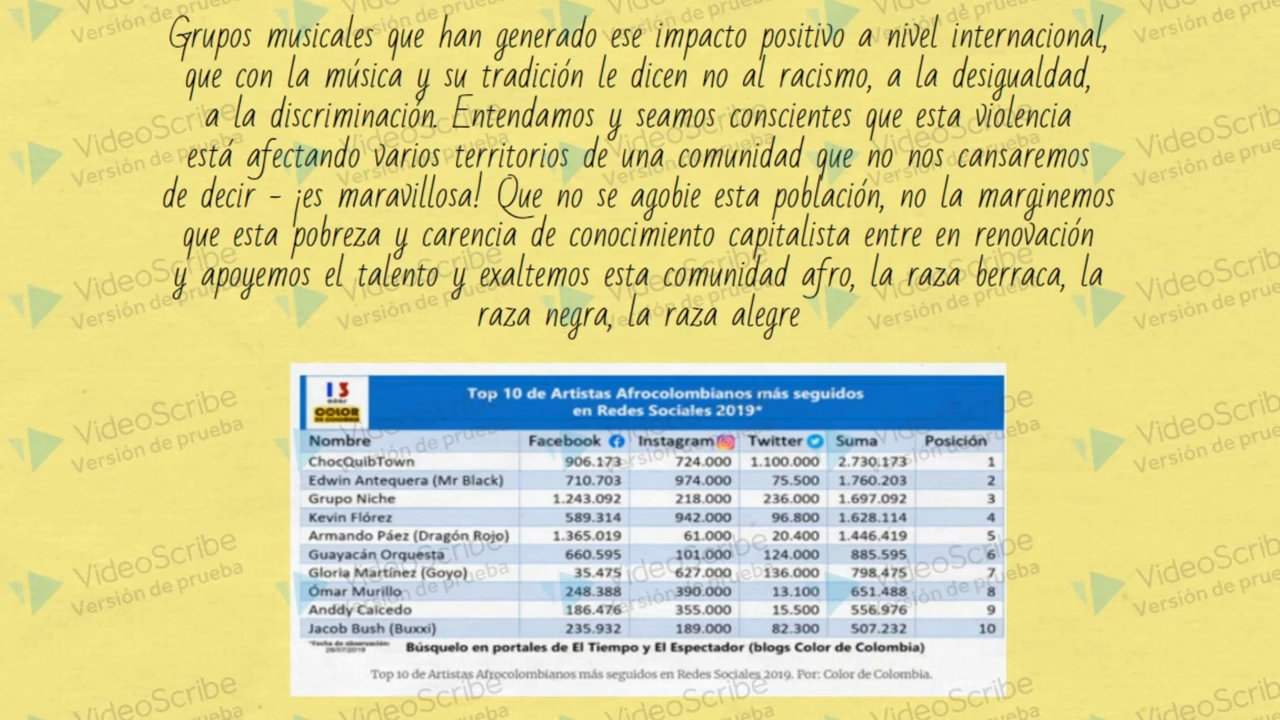 Grupos musicales que han generado ese impacto positivo a nivel internacional,
que con la música y su tradición le dicen no al racismo, a la desigualdad,
a la discriminación. Entendamos y seamos conscientes que esta violencia
está afectando varios territorios de una comunidad que no nos cansaremos
de decir - ¡es maravillosa! Que no se agobie esta población, no la marginemos
que esta pobreza y carencia de conocimiento capitalista entre en renovación
y apoyemos el talento y exaltemos esta comunidad afro, la raza berraca, la
raza negra, la raza alegre
13
AÑOS
COLOR
DE COLOMBIA
Top 10 de Artistas Afrocolombianos más seguidos
en Redes Sociales 2019*
Nombre Facebook Instagram Twitter Suma Posición
ChocQuibTown 906.173 724.000 1.100.000 2.730.173 1
Edwin Antequera (Mr Black) 710.703 974.000 75.500 1.760.203 2
Grupo Niche 1.243.092 218.000 236.000 1.697.092 3
Kevin Flórez 589.314 942.000 96.800 1.628.114 4
Armando Páez (Dragón Rojo) 1.365.019 61.000 20.400 1.446.419 5
Guayacán Orquesta 660.595 101.000 124.000 885.595 6
Gloria Martínez (Goyo) 35.475 627.000 136.000 798.475 7
Ómar Murillo 248.388 390.000 13.100 651.488 8
Anddy Caicedo 186.476 355.000 15.500 556.976 9
Jacob Bush (Buxxi) 235.932 189.000 82.300 507.232 10
*Fecha de observación:
Búsquelo en portales de El Tiempo y El Espectador (blogs Color de Colombia)
Top 10 de Artistas Afrocolombianos más seguidos en Redes Sociales 2019. Por: Color de Colombia.
VideoScribe
Versión de prueba